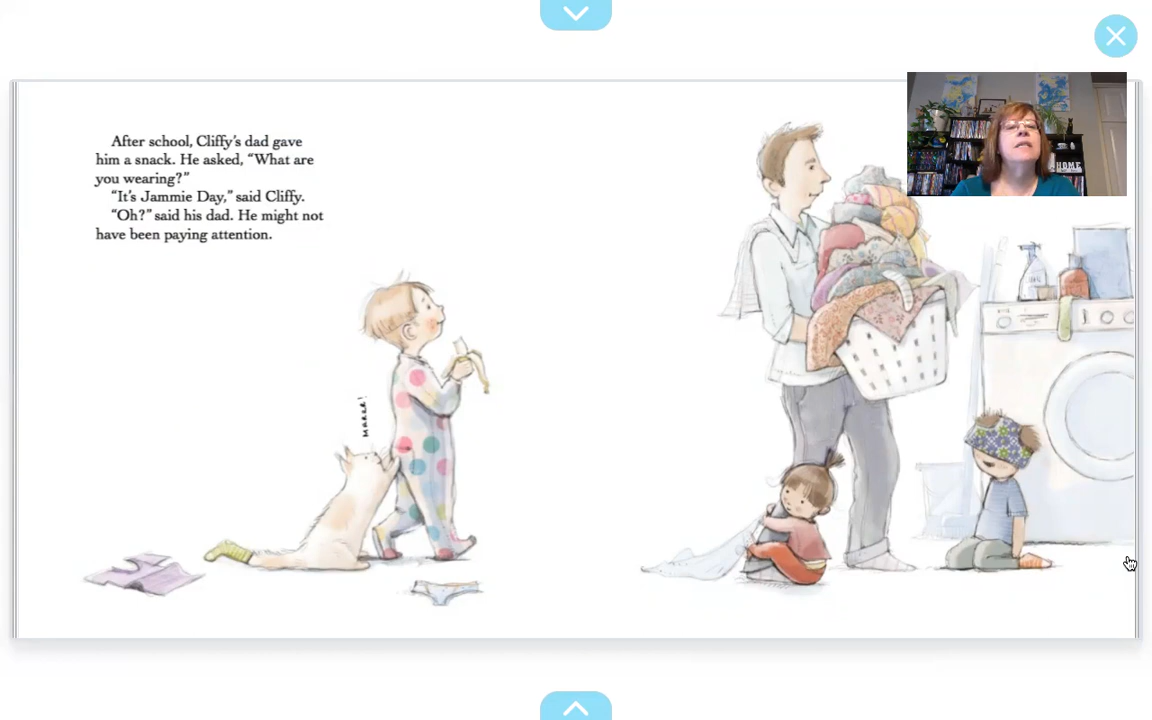 After school, Cliffy's dad gave
him a snack. He asked, “What are
you wearing?”
“It's Jammie Day,” said Cliffy.
“Oh?” said his dad. He might not
have been paying attention.
HOME